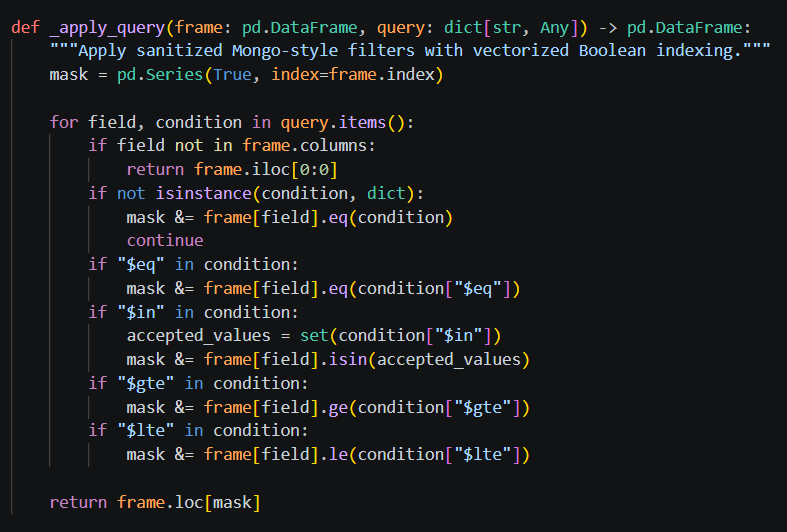 def _apply_query(frame: pd.DataFrame, query: dict[str, Any]) -> pd.DataFrame:
    """Apply sanitized Mongo-style filters with vectorized Boolean indexing."""
    mask = pd.Series(True, index=frame.index)

    for field, condition in query.items():
        if field not in frame.columns:
            return frame.iloc[0:0]
        if not isinstance(condition, dict):
            mask &= frame[field].eq(condition)
            continue
        if "$eq" in condition:
            mask &= frame[field].eq(condition["$eq"])
        if "$in" in condition:
            accepted_values = set(condition["$in"])
            mask &= frame[field].isin(accepted_values)
        if "$gte" in condition:
            mask &= frame[field].ge(condition["$gte"])
        if "$lte" in condition:
            mask &= frame[field].le(condition["$lte"])

    return frame.loc[mask]